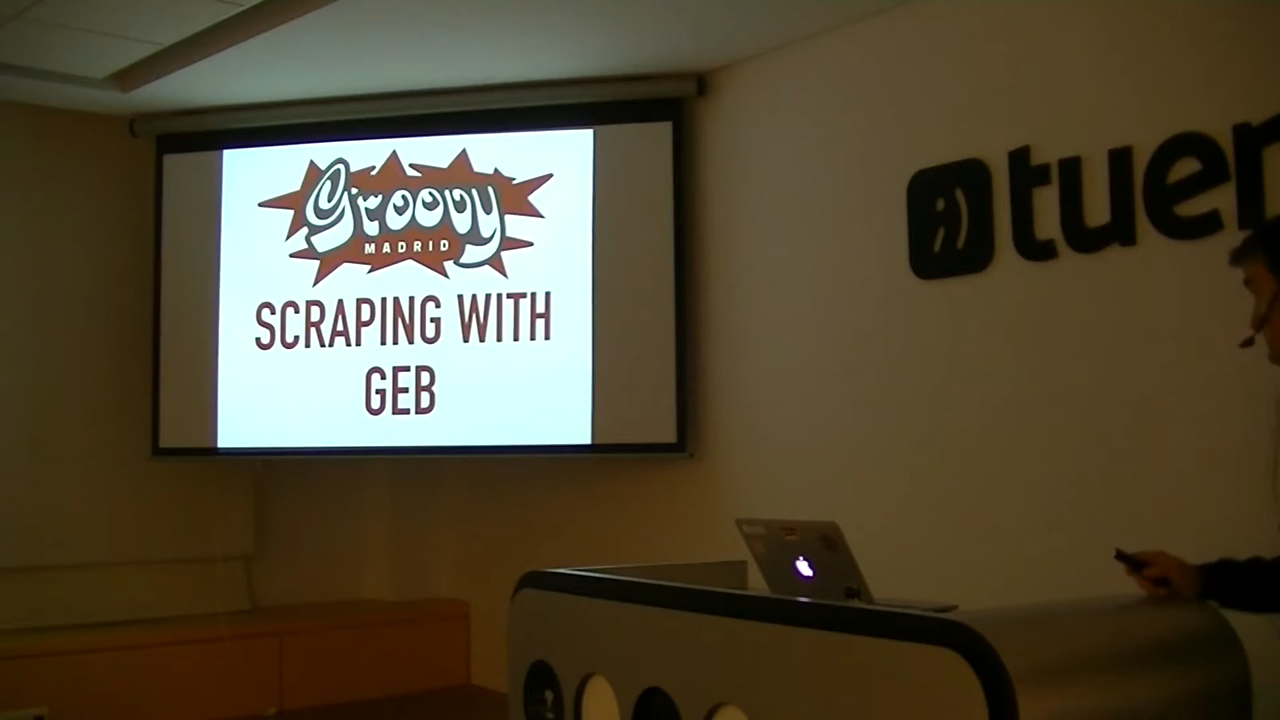 Groovy
MADRID
SCRAPING WITH
GEB
tuen